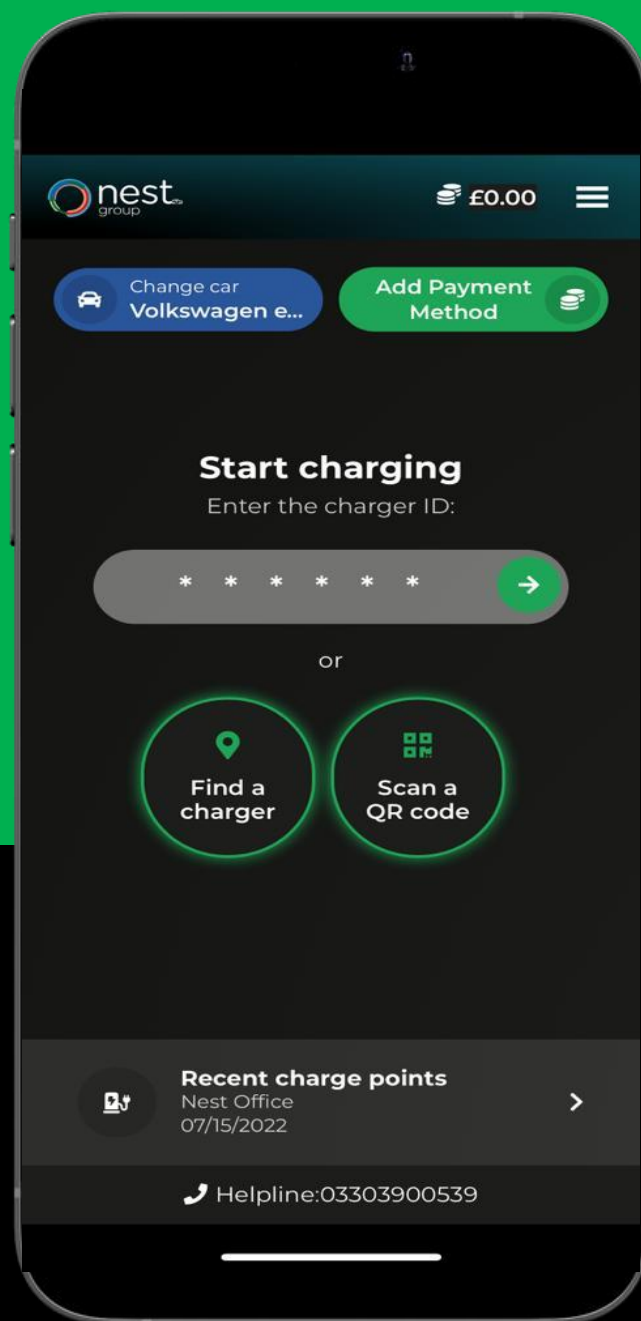 nest
group
£0.00
Change car
Volkswagen e...
Add Payment
Method
Start charging
Enter the charger ID:
* * * * * *
or
Find a
charger
Scan a
QR code
Recent charge points
Nest Office
07/15/2022
Helpline:03303900539